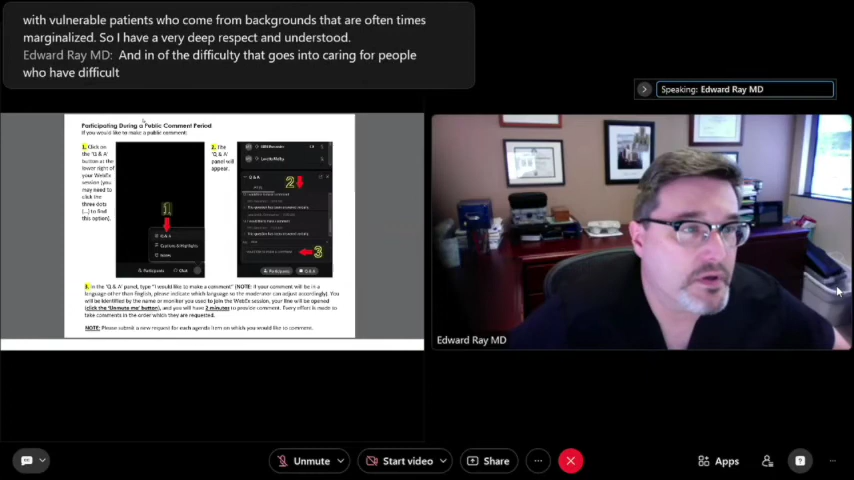 with vulnerable patients who come from backgrounds that are often times
marginalized. So I have a very deep respect and understood.
Edward Ray MD: And in of the difficulty that goes into caring for people
who have difficult
Speaking: Edward Ray MD
Participating During a Public Comment Period
If you would like to make a public comment:
1. Click on
the 'Q & A'
button at the
lower right of
your WebEx
session (you
may need to
click the
three dots
(...) to find
this option).
1
Q & A
Captions & Highlights
Notes
Participants
Chat
2. The
'Q & A'
panel will
appear.
Q & A
2
3
Participants
Q & A
3. In the 'Q & A' panel, type "I would like to make a comment" (NOTE: if your comment will be in a
language other than English, please indicate which language so the moderator can adjust accordingly). You
will be identified by the name or moniker you used to join the WebEx session, your line will be opened
(click the 'Unmute me' button), and you will have 2 minutes to provide comment. Every effort is made to
take comments in the order which they are requested.
NOTE: Please submit a new request for each agenda item on which you would like to comment.
Edward Ray MD
Unmute
Start video
Share
Apps